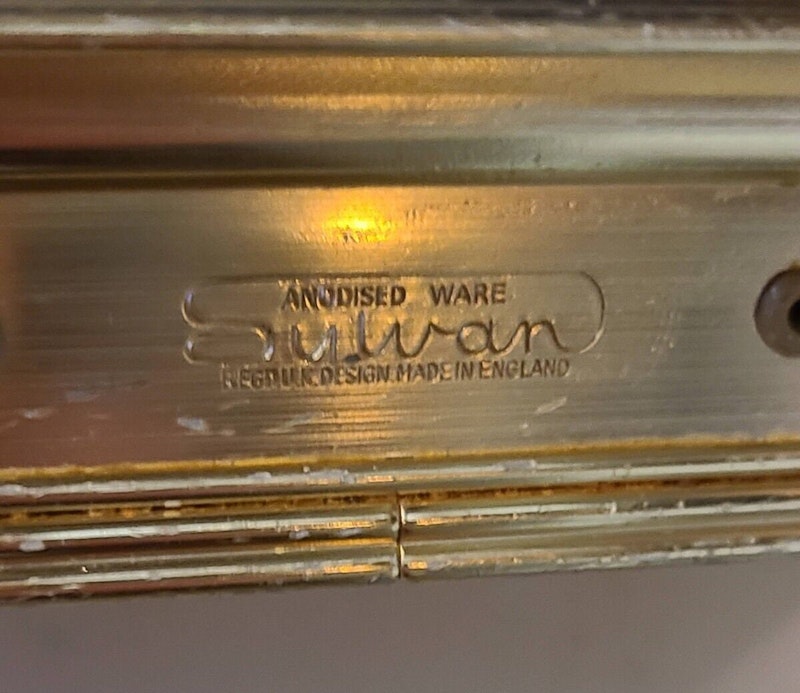 ANODISED WARE
Sylvan
REGD U.K. DESIGN. MADE IN ENGLAND